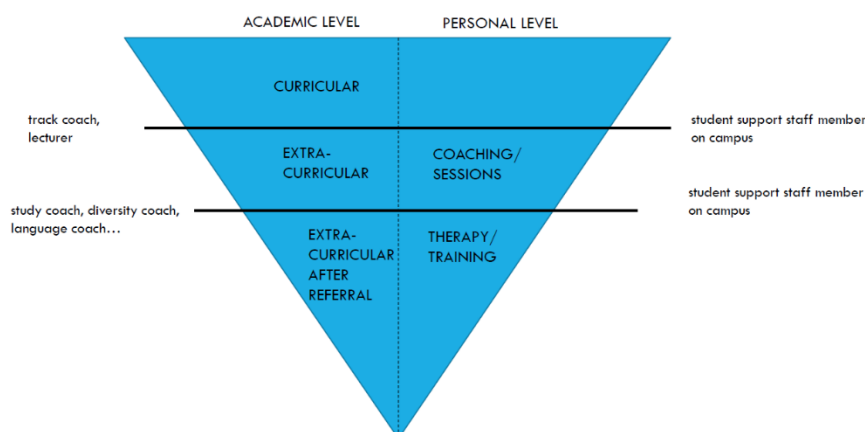 ACADEMIC LEVEL
PERSONAL LEVEL
CURRICULAR
track coach,
lecturer
student support staff member
on campus
EXTRA-
CURRICULAR
COACHING/
SESSIONS
study coach, diversity coach,
language coach...
student support staff member
on campus
EXTRA-
CURRICULAR
AFTER
REFERRAL
THERAPY/
TRAINING